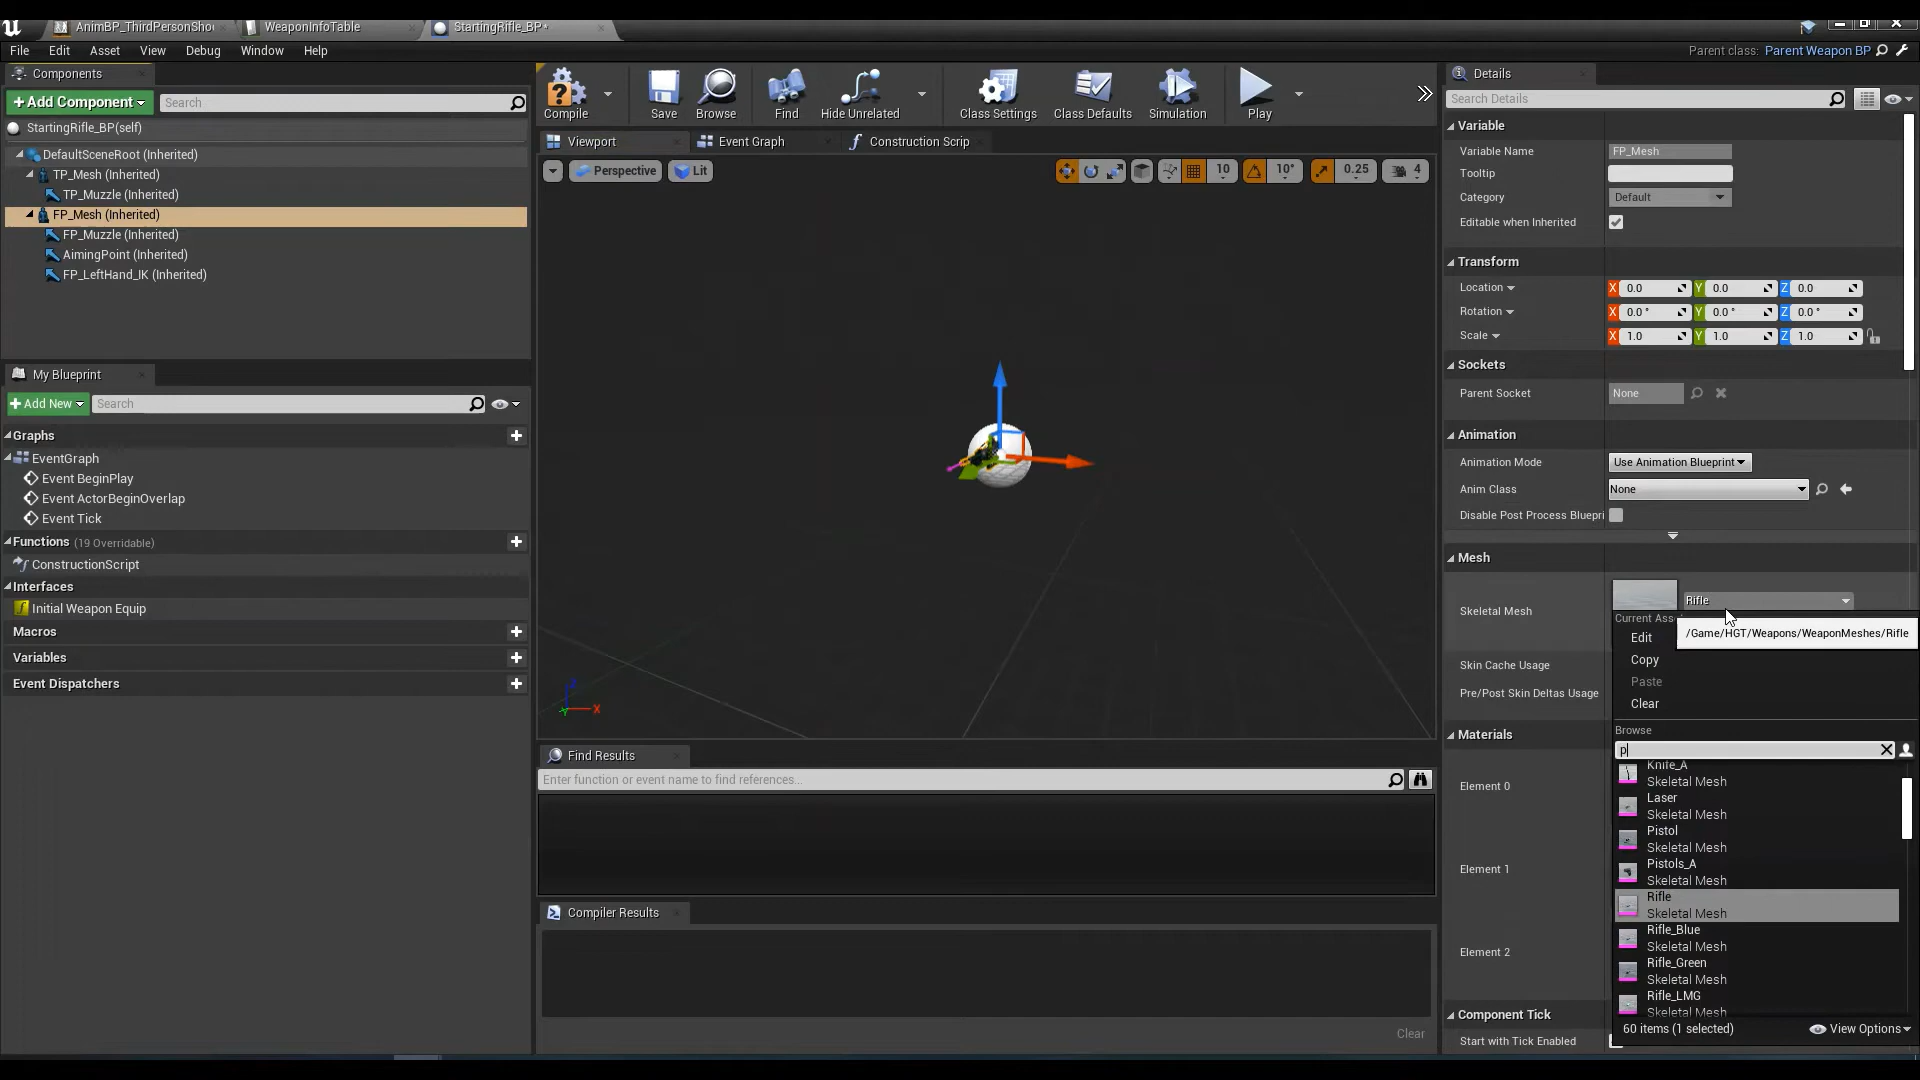 AnimBP_ThirdPersonSho
WeaponInfoTable
StartingRifle_BP*
File Edit Asset View Debug Window Help
Parent class: Parent Weapon BP
Components
+Add Component
Search
StartingRifle_BP(self)
DefaultSceneRoot (Inherited)
TP_Mesh (Inherited)
TP_Muzzle (Inherited)
FP_Mesh (Inherited)
FP_Muzzle (Inherited)
AimingPoint (Inherited)
FP_LeftHand_IK (Inherited)
My Blueprint
+Add New
Search
Graphs
EventGraph
Event BeginPlay
Event ActorBeginOverlap
Event Tick
Functions (19 Overridable)
ConstructionScript
Interfaces
Initial Weapon Equip
Macros
Variables
Event Dispatchers
Compile Save Browse Find Hide Unrelated Class Settings Class Defaults Simulation Play
Viewport
Event Graph
Construction Scrip
Perspective Lit
10 10° 0.25 4
Z X Y
Find Results
Enter function or event name to find references...
Compiler Results
Clear
Details
Search Details
Variable
Variable Name FP_Mesh
Tooltip
Category Default
Editable when Inherited
Transform
Location X 0.0 Y 0.0 Z 0.0
Rotation X 0.0 ° Y 0.0 ° Z 0.0 °
Scale X 1.0 Y 1.0 Z 1.0
Sockets
Parent Socket None
Animation
Animation Mode Use Animation Blueprint
Anim Class None
Disable Post Process Bluepri
Mesh
Skeletal Mesh Rifle
Current Asse
/Game/HGT/Weapons/WeaponMeshes/Rifle
Edit
Copy
Paste
Clear
Skin Cache Usage
Pre/Post Skin Deltas Usage
Browse
Materials
p
Knife_A
Skeletal Mesh
Laser
Skeletal Mesh
Pistol
Skeletal Mesh
Pistols_A
Skeletal Mesh
Rifle
Skeletal Mesh
Rifle_Blue
Skeletal Mesh
Rifle_Green
Skeletal Mesh
Rifle_LMG
Skeletal Mesh
60 items (1 selected) View Options
Element 0
Element 1
Element 2
Component Tick
Start with Tick Enabled